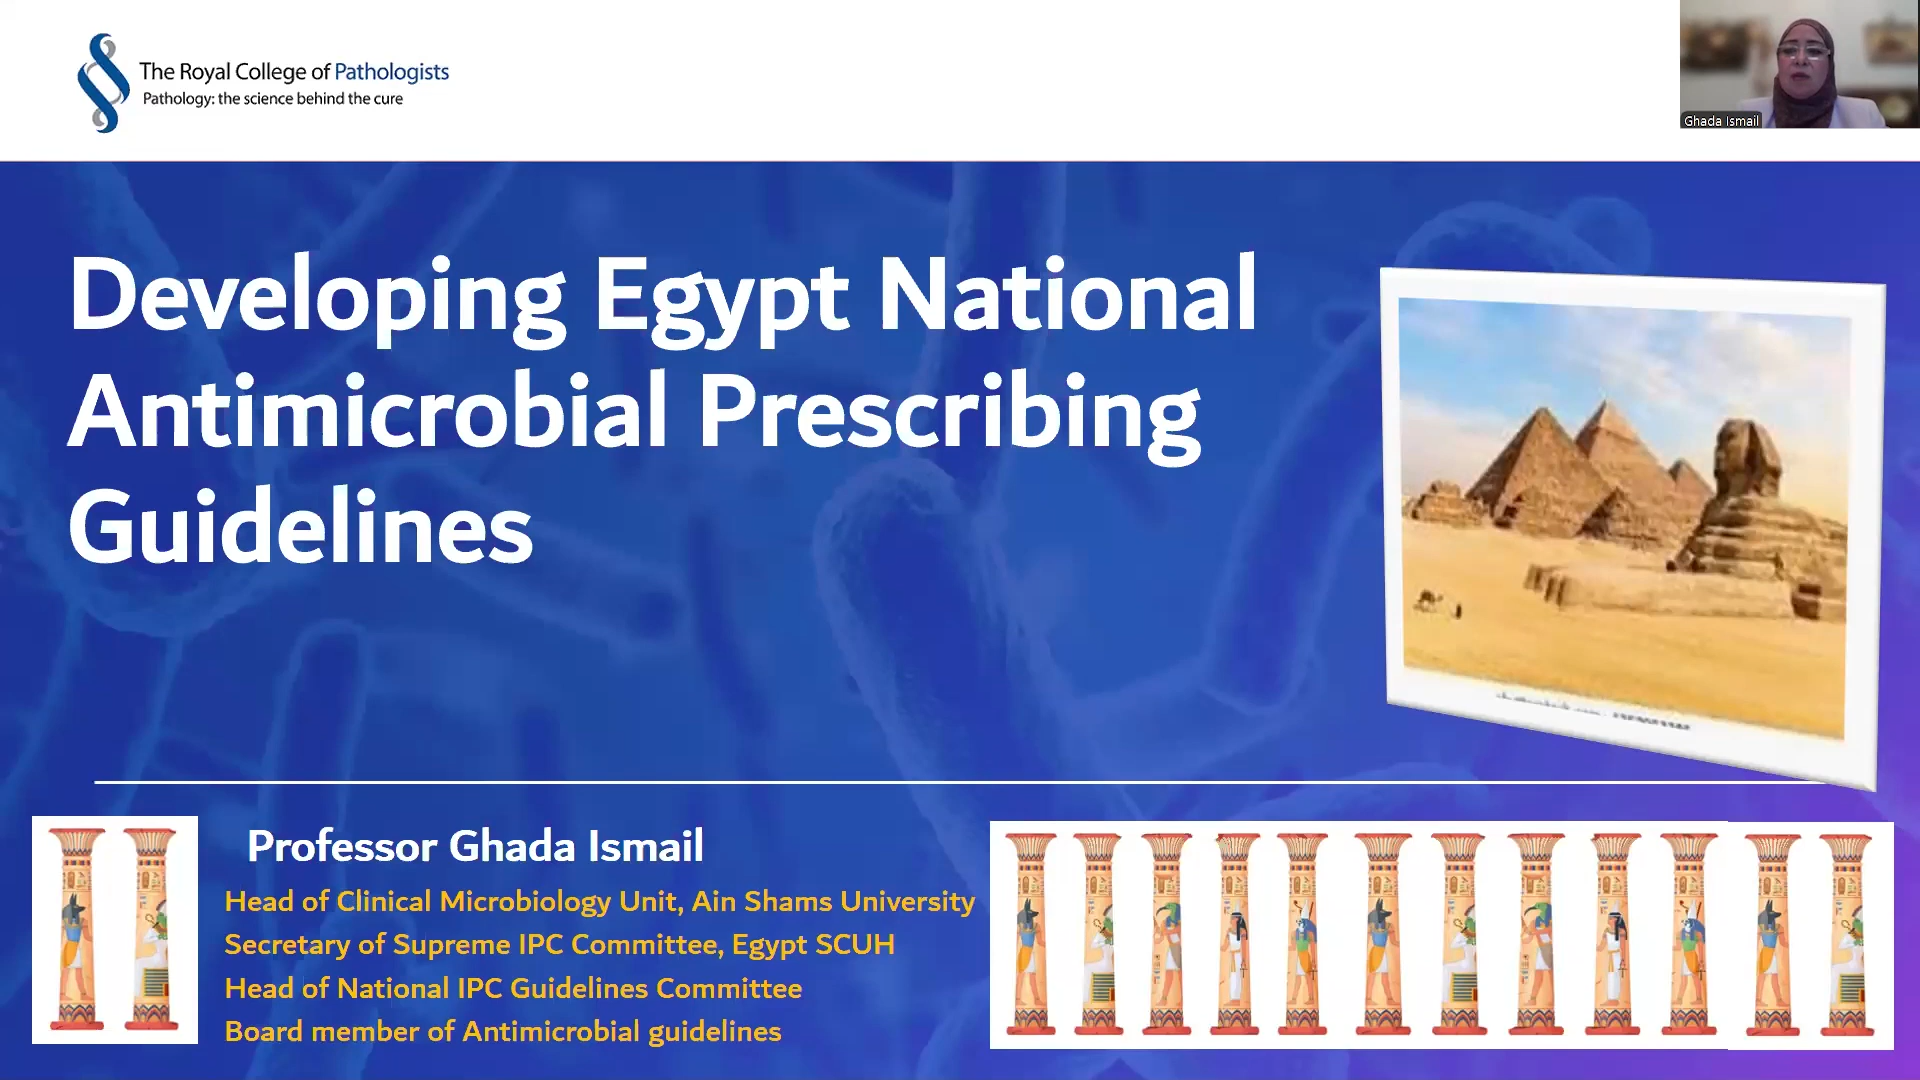 The Royal College of Pathologists
Pathology: the science behind the cure
Ghada Ismail
Developing Egypt National
Antimicrobial Prescribing
Guidelines
Professor Ghada Ismail
Head of Clinical Microbiology Unit, Ain Shams University
Secretary of Supreme IPC Committee, Egypt SCUH
Head of National IPC Guidelines Committee
Board member of Antimicrobial guidelines